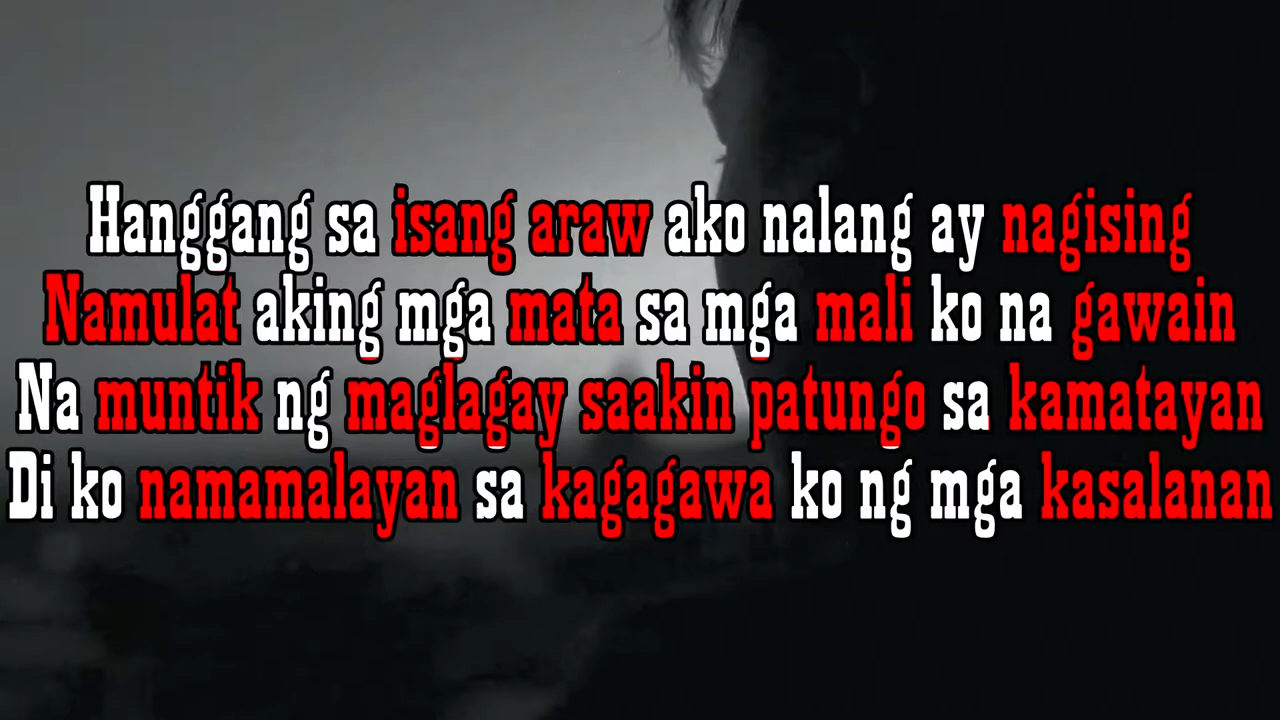 Hanggang sa isang araw ako nalang ay nagising
Namulat aking mga mata sa mga mali ko na gawain
Na muntik ng maglagay saakin patungo sa kamatayan
Di ko namamalayan sa kagagawa ko ng mga kasalanan